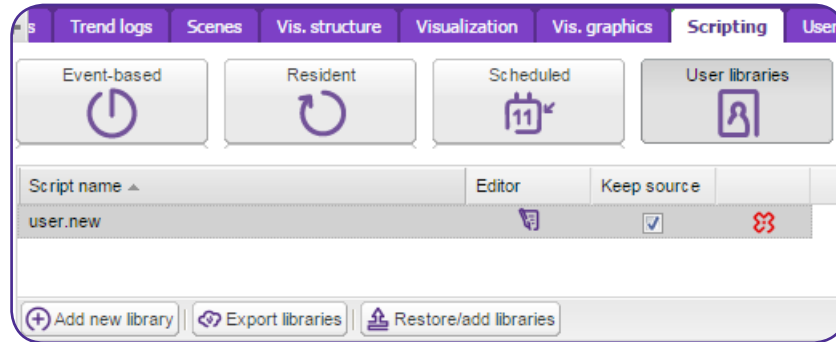 s Trend logs Scenes Vis. structure Visualization Vis. graphics Scripting User
Event-based Resident Scheduled User libraries
11
Script name Editor Keep source
user.new
Add new library Export libraries Restore/add libraries